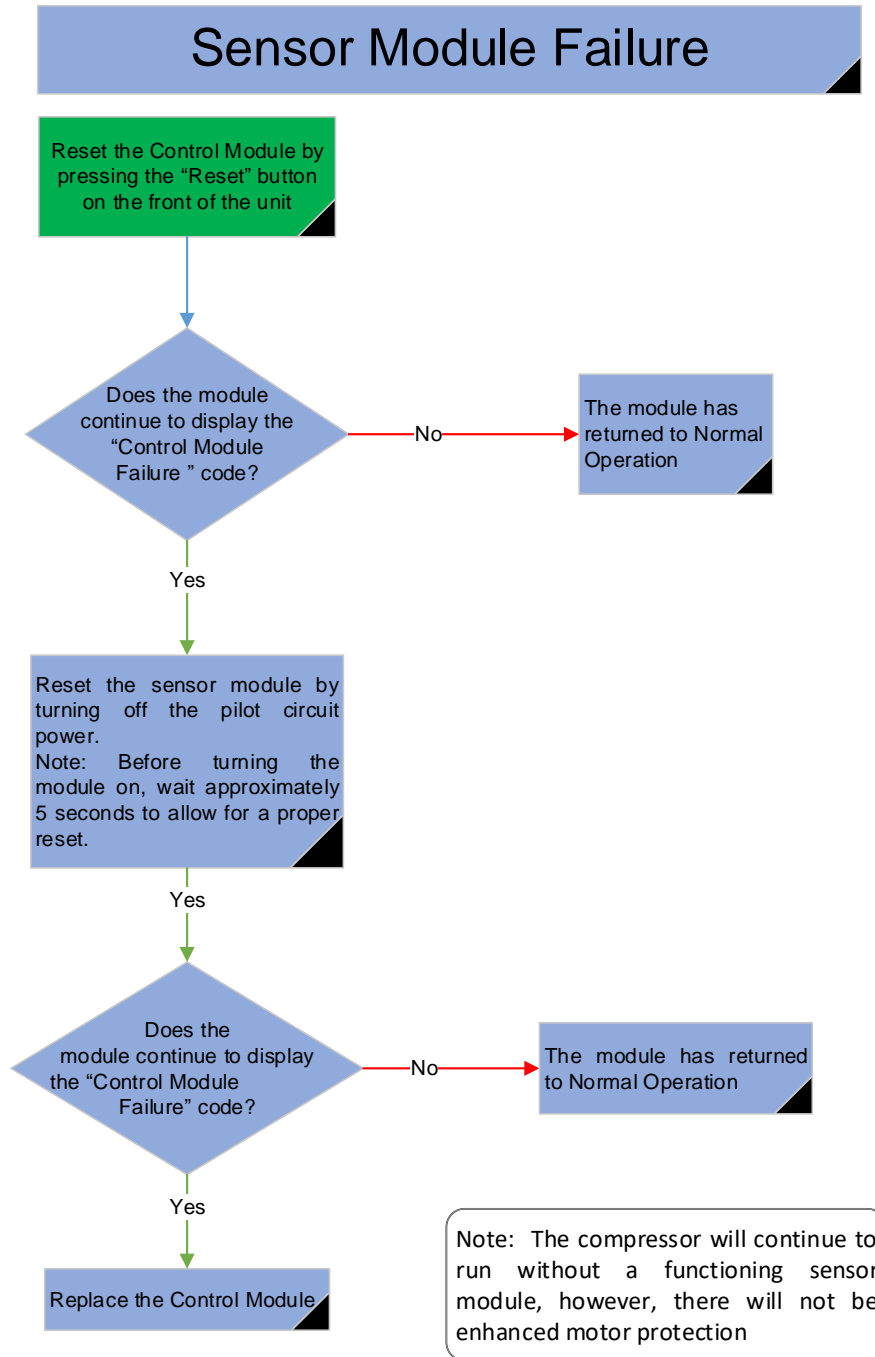 Sensor Module Failure
Reset the Control Module by
pressing the “Reset” button
on the front of the unit
Does the module
continue to display the
“Control Module
Failure ” code?
No
The module has
returned to Normal
Operation
Yes
Reset the sensor module by
turning off the pilot circuit
power.
Note: Before turning the
module on, wait approximately
5 seconds to allow for a proper
reset.
Yes
Does the
module continue to display
the “Control Module
Failure” code?
No
The module has returned
to Normal Operation
Yes
Replace the Control Module
Note: The compressor will continue to
run without a functioning sensor
module, however, there will not be
enhanced motor protection